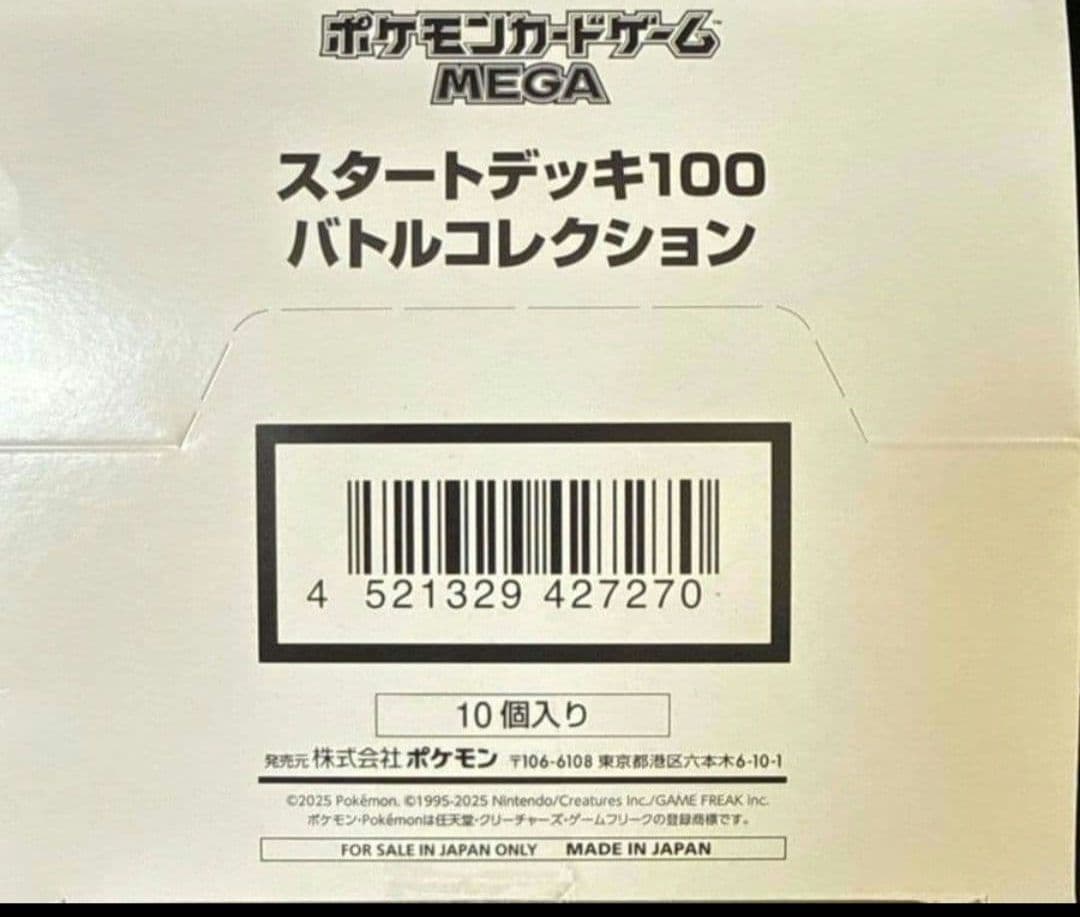 ポケモンカードゲーム™
MEGA
スタートデッキ100
バトルコレクション
4 521329 427270
10個入り
発売元 株式会社ポケモン 〒106-6108 東京都港区六本木6-10-1
©2025 Pokémon. ©1995-2025 Nintendo/Creatures Inc./GAME FREAK inc.
ポケモン・Pokémonは任天堂・クリーチャーズ・ゲームフリークの登録商標です。
FOR SALE IN JAPAN ONLY MADE IN JAPAN